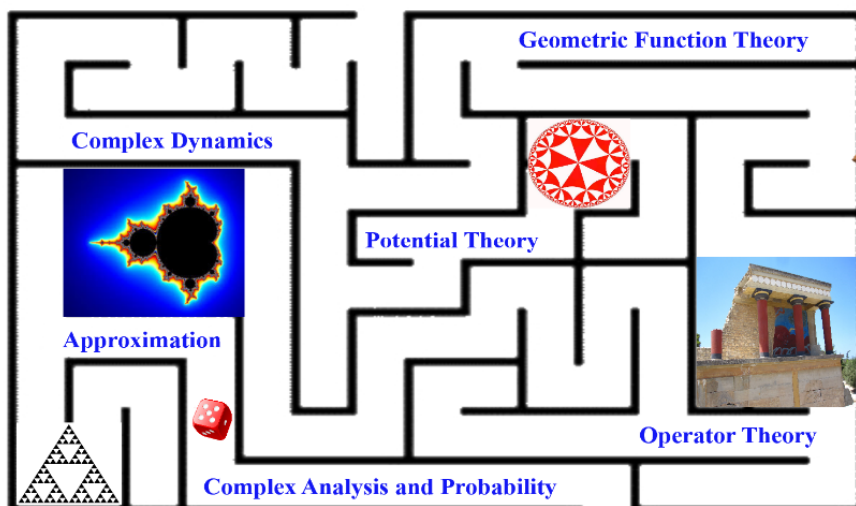 Geometric Function Theory
Complex Dynamics
Potential Theory
Approximation
Operator Theory
Complex Analysis and Probability